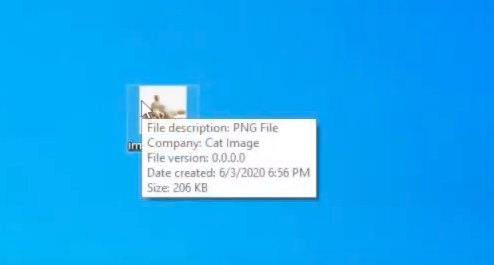 im
File description: PNG File
Company: Cat Image
File version: 0.0.0.0
Date created: 6/3/2020 6:56 PM
Size: 206 KB